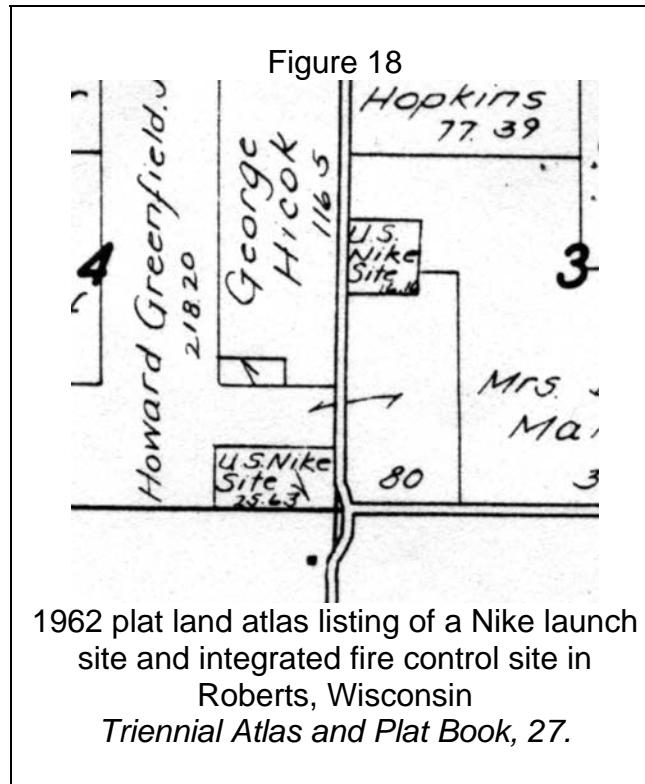 Figure 18
Howard Greenfield
218.20
George
Hicok
116 5
Hopkins
77. 39
4
U.S.
Nike
Site
3
Mrs.
80
U.S. Nike
Site
25.63
1962 plat land atlas listing of a Nike launch
site and integrated fire control site in
Roberts, Wisconsin
Triennial Atlas and Plat Book, 27.